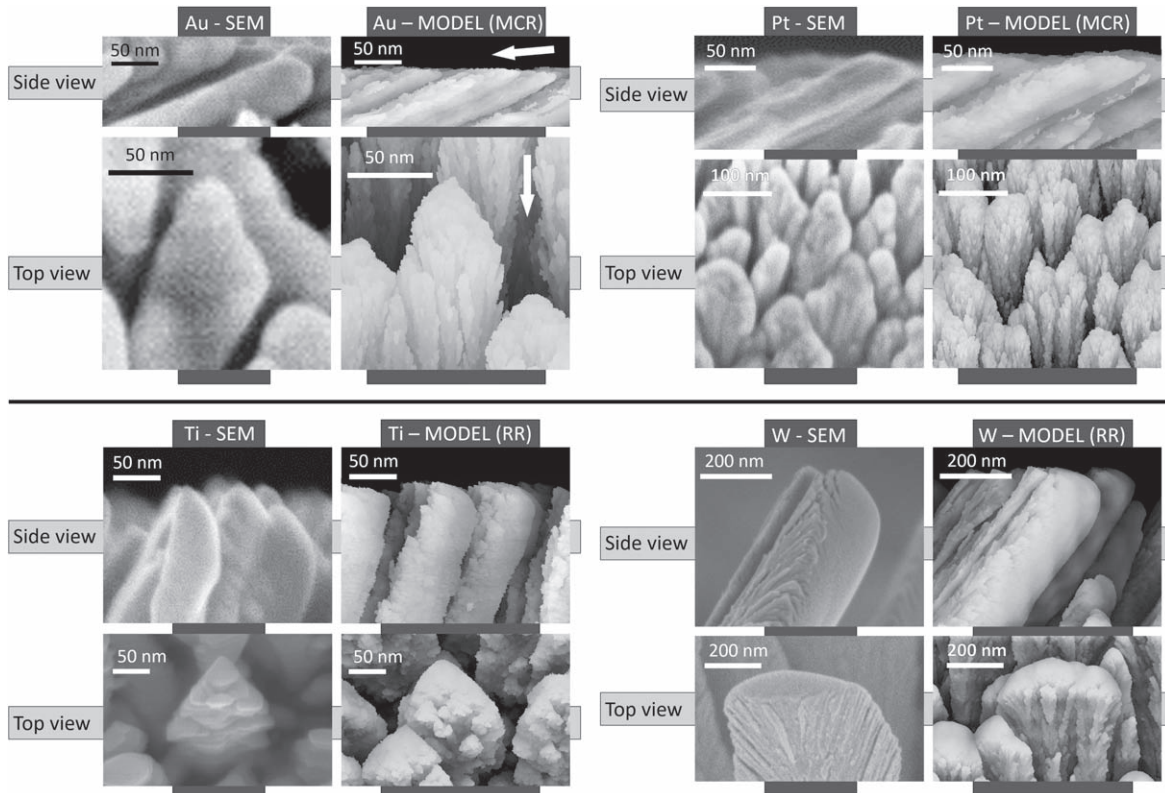 Au - SEM
Au – MODEL (MCR)
Side view
50 nm
50 nm
Top view
50 nm
50 nm
Pt - SEM
Pt – MODEL (MCR)
Side view
50 nm
50 nm
Top view
100 nm
100 nm
Ti - SEM
Ti – MODEL (RR)
Side view
50 nm
50 nm
Top view
50 nm
50 nm
W - SEM
W – MODEL (RR)
Side view
200 nm
200 nm
Top view
200 nm
200 nm